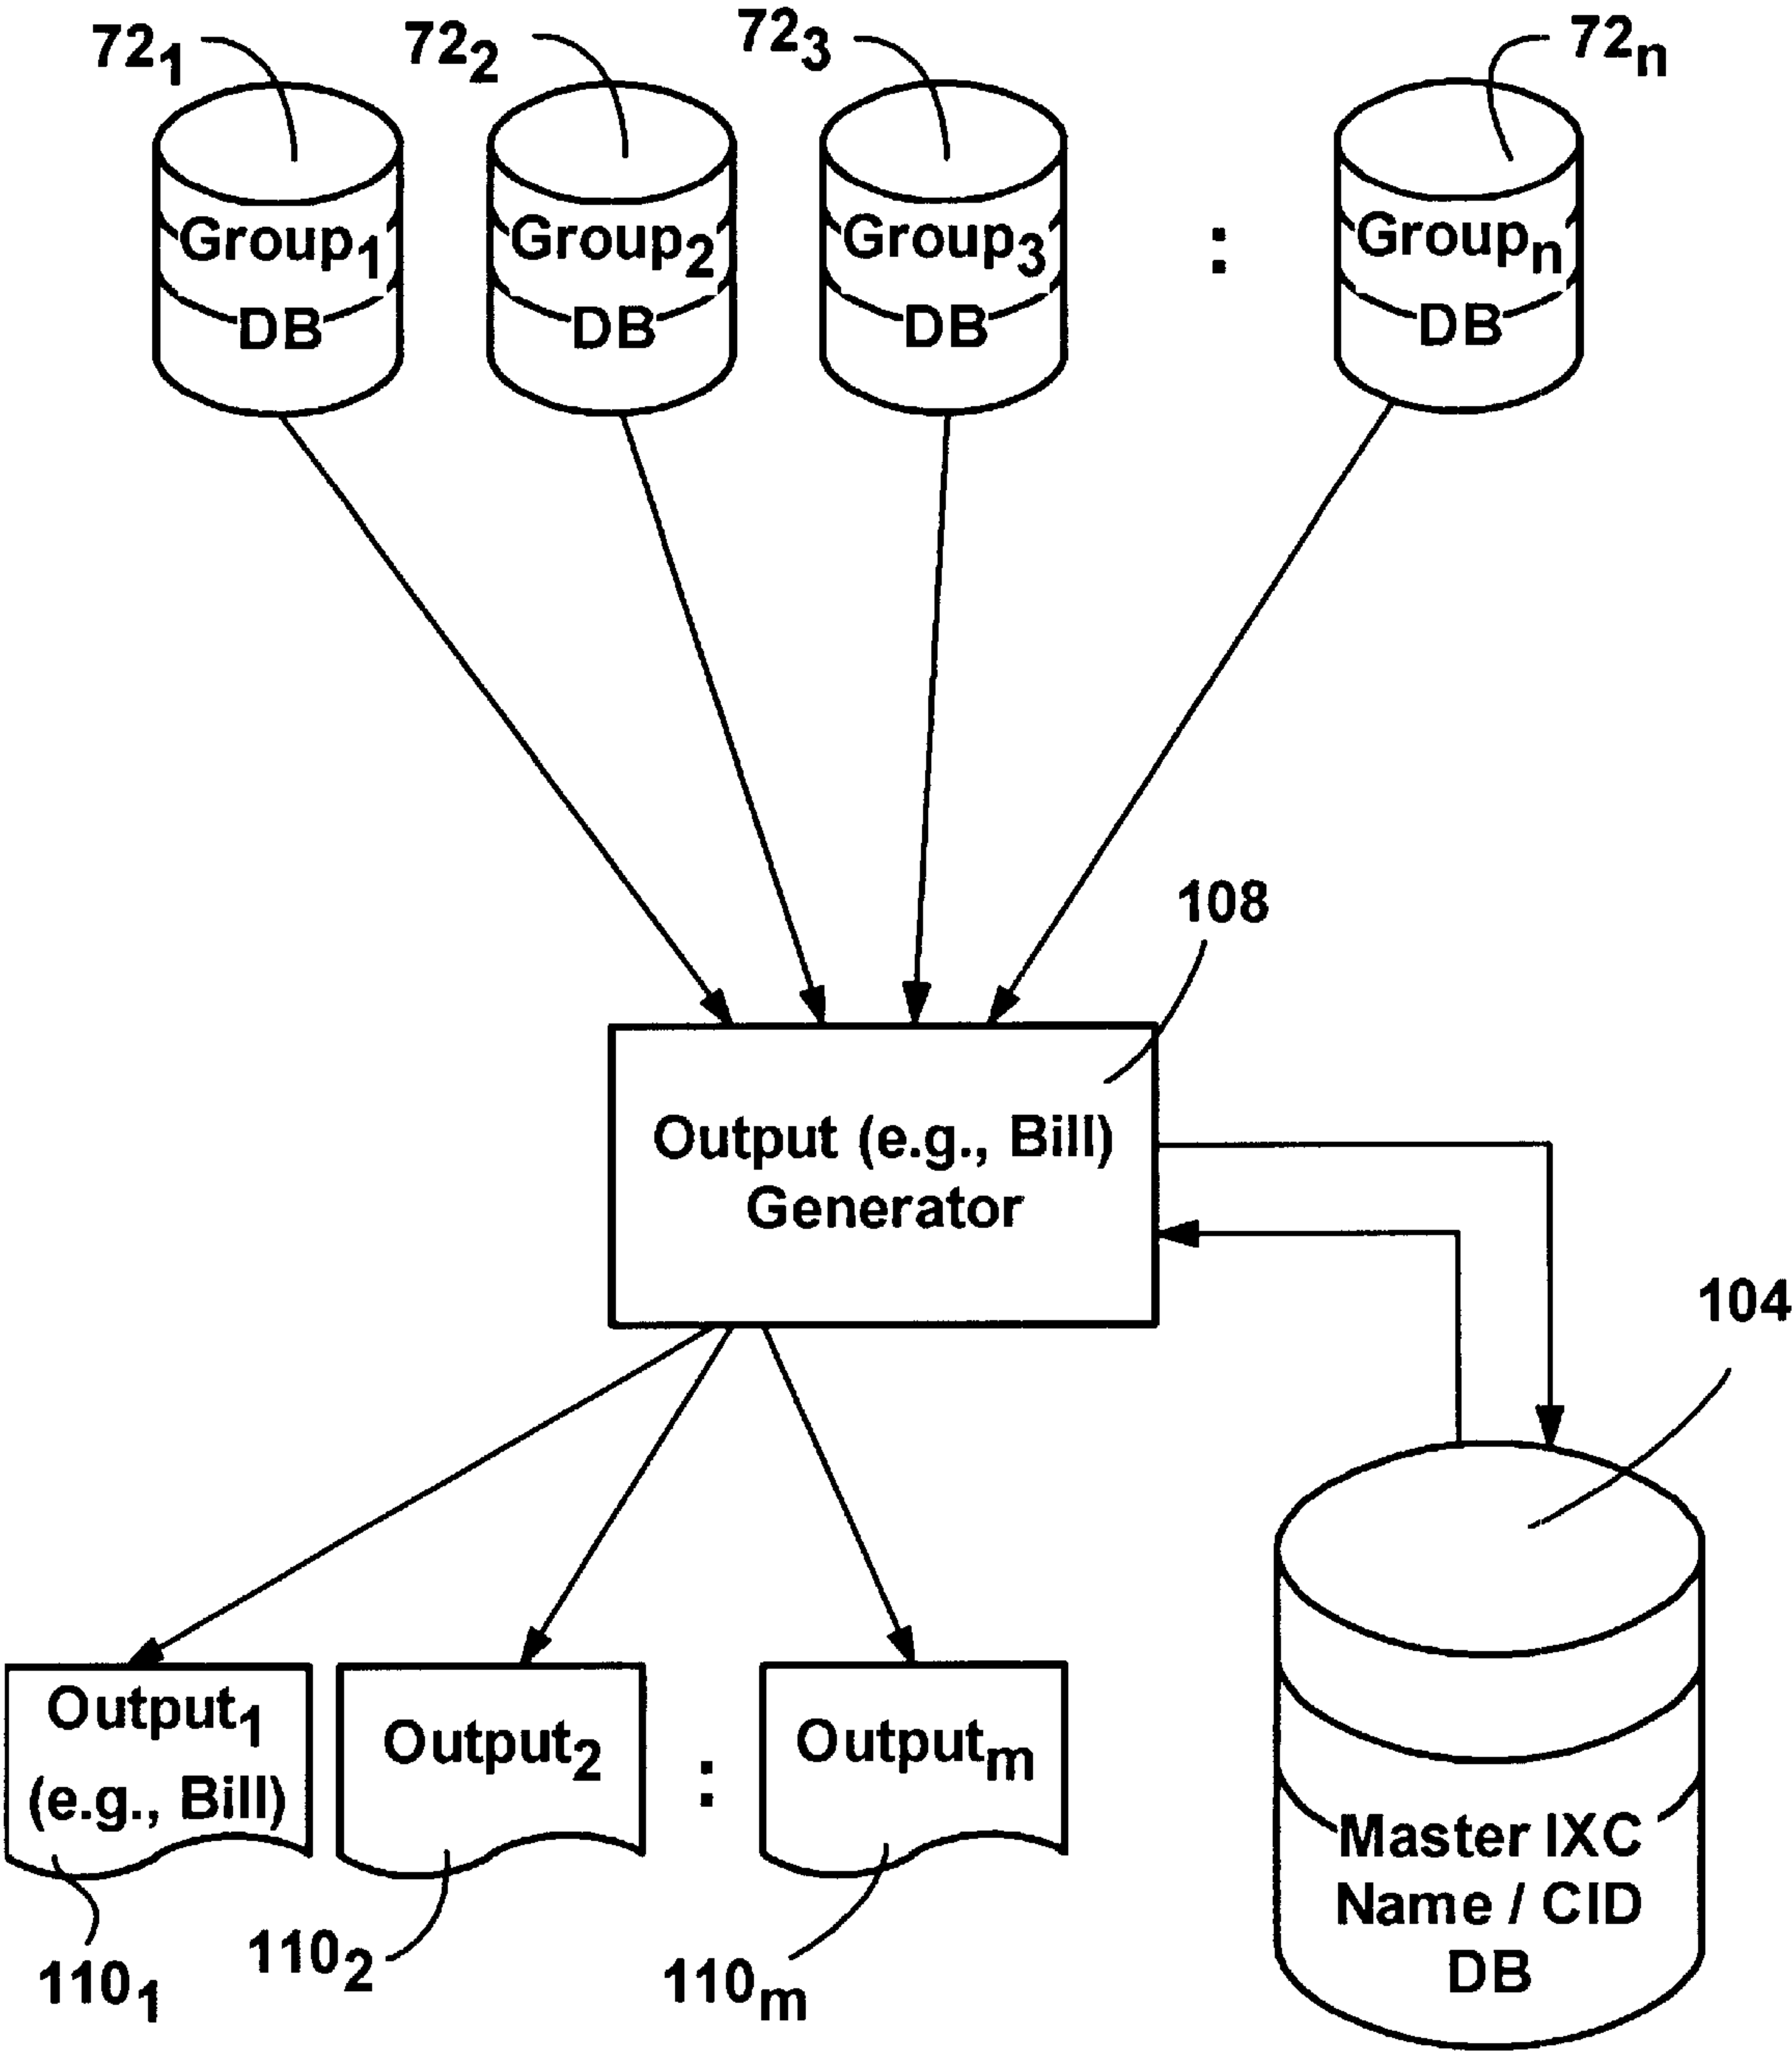 72₁ 72₂ 72₃ 72ₙ
Group₁ Group₂ Group₃ : Groupₙ
DB DB DB DB
108
Output (e.g., Bill)
Generator
104
Output₁ Output₂ : Outputₘ
(e.g., Bill)
Master IXC
Name / CID
DB
110₁ 110₂ 110ₘ